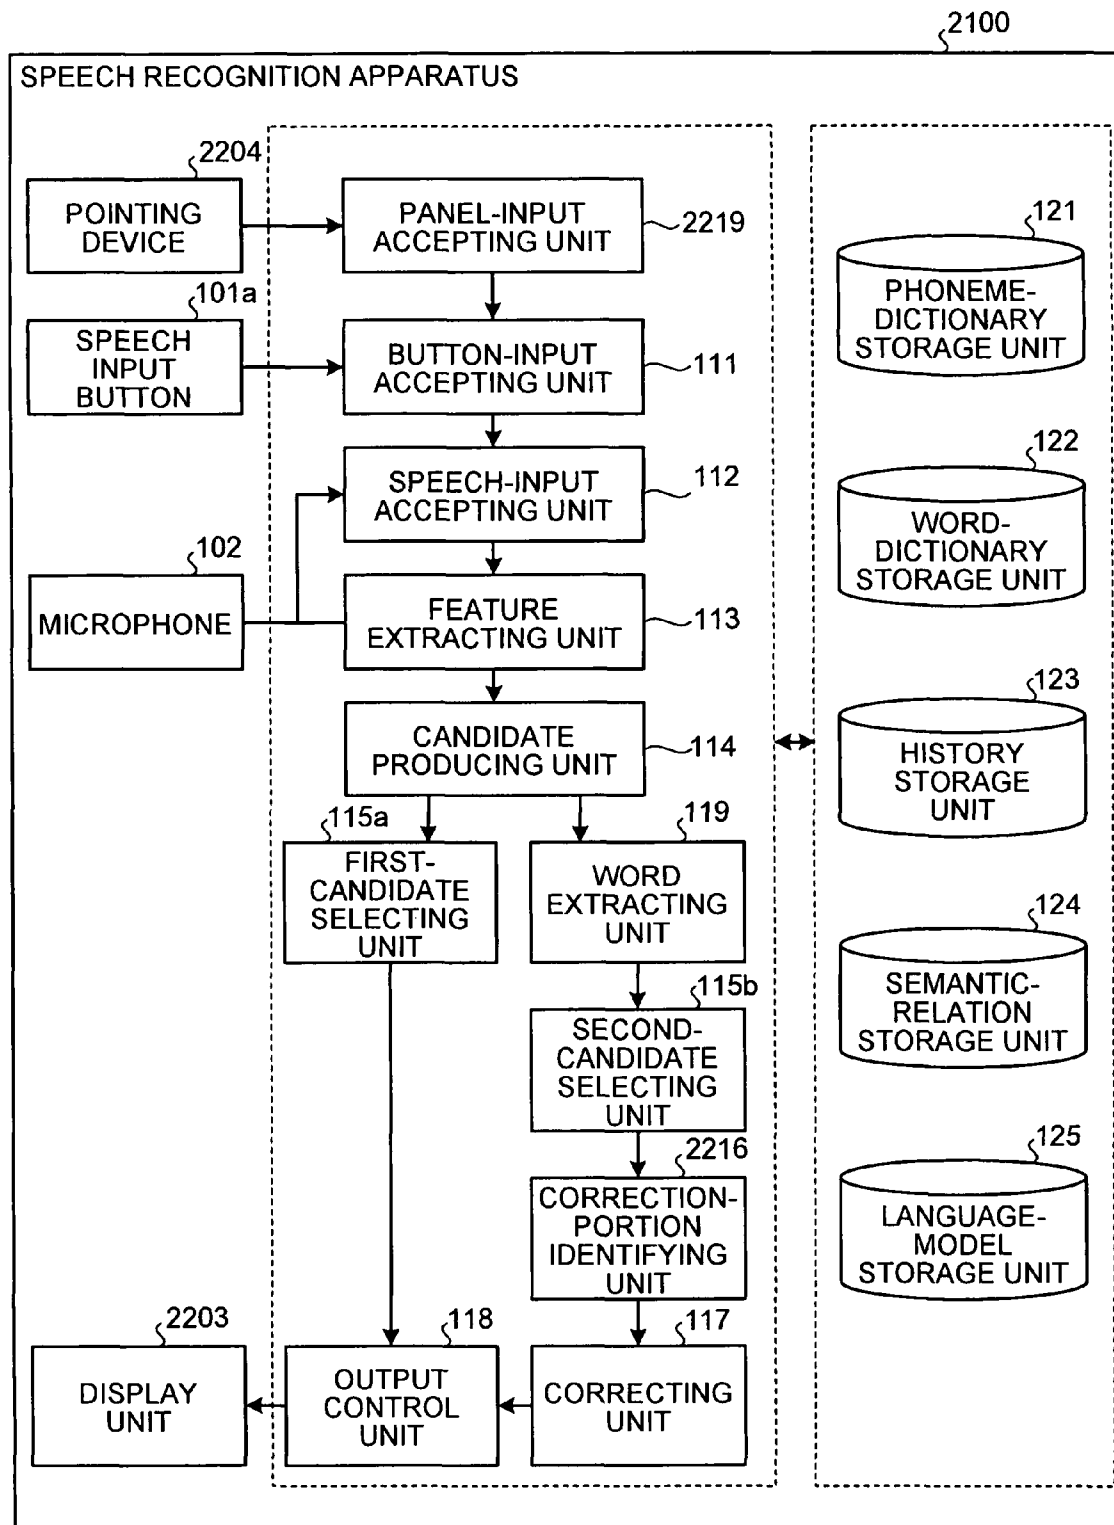 2100
SPEECH RECOGNITION APPARATUS
2204
POINTING
DEVICE
PANEL-INPUT
ACCEPTING UNIT
2219
101a
SPEECH
INPUT
BUTTON
BUTTON-INPUT
ACCEPTING UNIT
111
SPEECH-INPUT
ACCEPTING UNIT
112
102
MICROPHONE
FEATURE
EXTRACTING UNIT
113
CANDIDATE
PRODUCING UNIT
114
115a
FIRST-
CANDIDATE
SELECTING
UNIT
119
WORD
EXTRACTING
UNIT
115b
SECOND-
CANDIDATE
SELECTING
UNIT
2216
CORRECTION-
PORTION
IDENTIFYING
UNIT
2203
DISPLAY
UNIT
118
OUTPUT
CONTROL
UNIT
117
CORRECTING
UNIT
121
PHONEME-
DICTIONARY
STORAGE UNIT
122
WORD-
DICTIONARY
STORAGE UNIT
123
HISTORY
STORAGE
UNIT
124
SEMANTIC-
RELATION
STORAGE UNIT
125
LANGUAGE-
MODEL
STORAGE UNIT